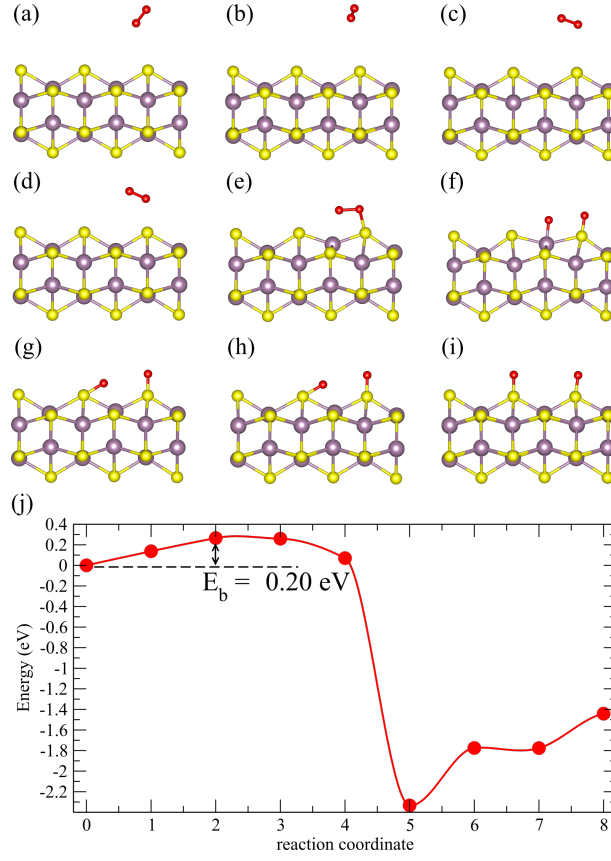 (a) (b) (c)
(d) (e) (f)
(g) (h) (i)
(j)
0.4
0.2
0
-0.2
-0.4
-0.6
-0.8
-1
-1.2
-1.4
-1.6
-1.8
-2
-2.2
Energy (eV)
E_b = 0.20 eV
0 1 2 3 4 5 6 7 8
reaction coordinate